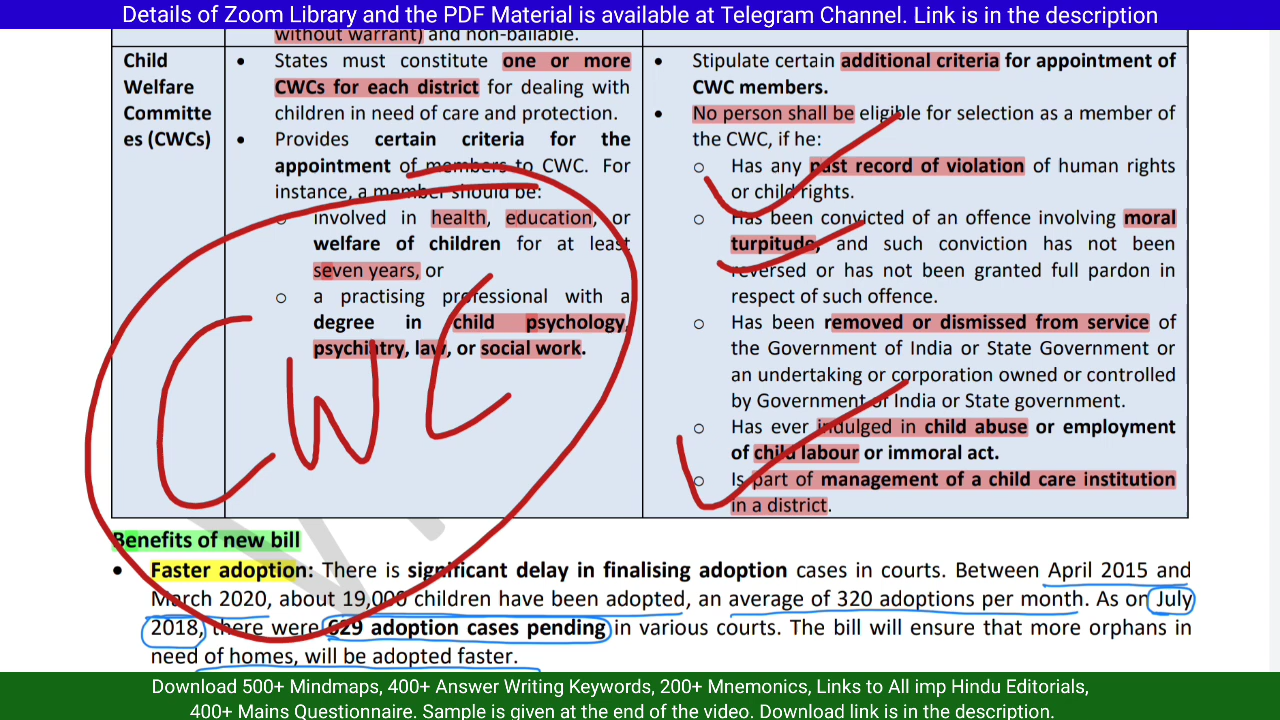 Details of Zoom Library and the PDF Material is available at Telegram Channel. Link is in the description
without warrant) and non-bailable.
Child
Welfare
Committe
es (CWCs)
• States must constitute one or more
CWCs for each district for dealing with
children in need of care and protection.
• Provides certain criteria for the
appointment of members to CWC. For
instance, a member should be:
o involved in health, education, or
welfare of children for at least
seven years, or
o a practising professional with a
degree in child psychology,
psychiatry, law, or social work.
• Stipulate certain additional criteria for appointment of
CWC members.
• No person shall be eligible for selection as a member of
the CWC, if he:
o Has any past record of violation of human rights
or child rights.
o Has been convicted of an offence involving moral
turpitude, and such conviction has not been
reversed or has not been granted full pardon in
respect of such offence.
o Has been removed or dismissed from service of
the Government of India or State Government or
an undertaking or corporation owned or controlled
by Government of India or State government.
o Has ever indulged in child abuse or employment
of child labour or immoral act.
o Is part of management of a child care institution
in a district.
CWC
Benefits of new bill
• Faster adoption: There is significant delay in finalising adoption cases in courts. Between April 2015 and
March 2020, about 19,000 children have been adopted, an average of 320 adoptions per month. As on July
2018, there were 629 adoption cases pending in various courts. The bill will ensure that more orphans in
need of homes, will be adopted faster.
Download 500+ Mindmaps, 400+ Answer Writing Keywords, 200+ Mnemonics, Links to All imp Hindu Editorials,
400+ Mains Questionnaire. Sample is given at the end of the video. Download link is in the description.